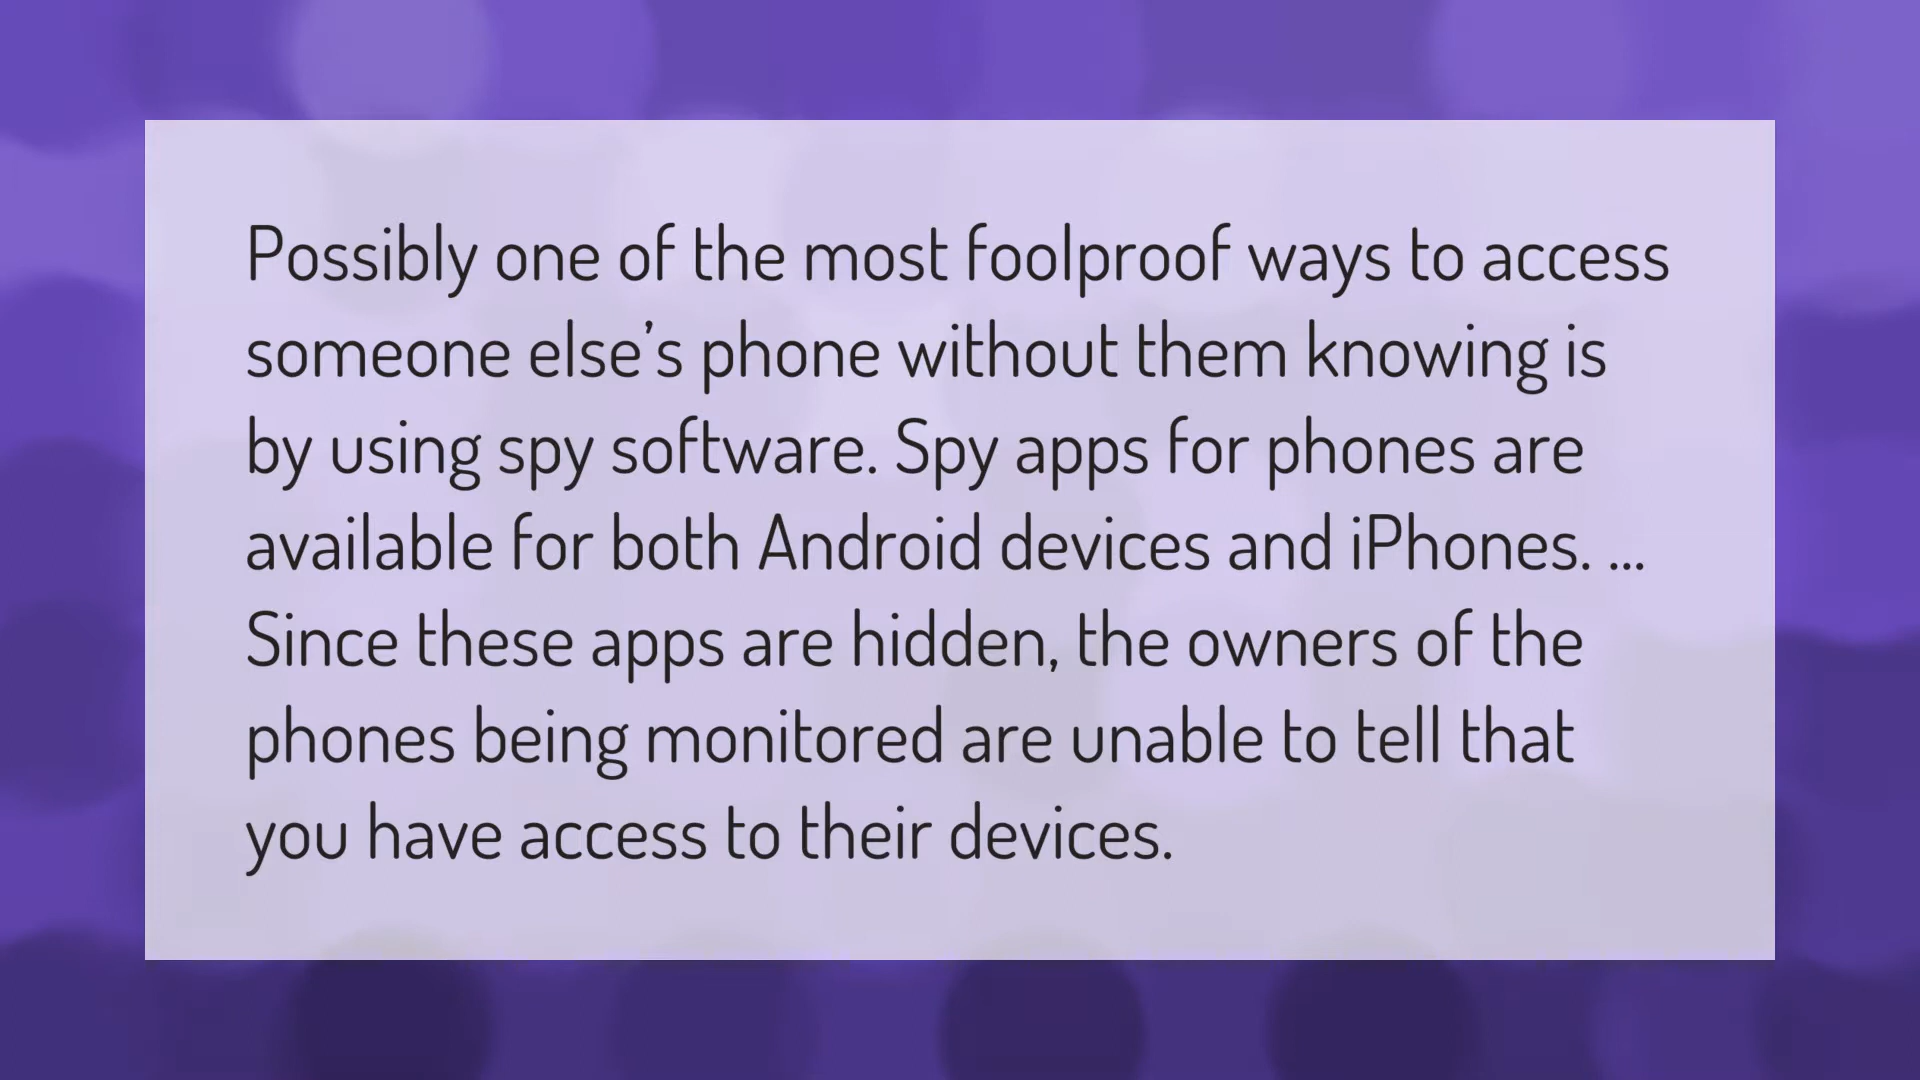 Possibly one of the most foolproof ways to access
someone else’s phone without them knowing is
by using spy software. Spy apps for phones are
available for both Android devices and iPhones. ...
Since these apps are hidden, the owners of the
phones being monitored are unable to tell that
you have access to their devices.